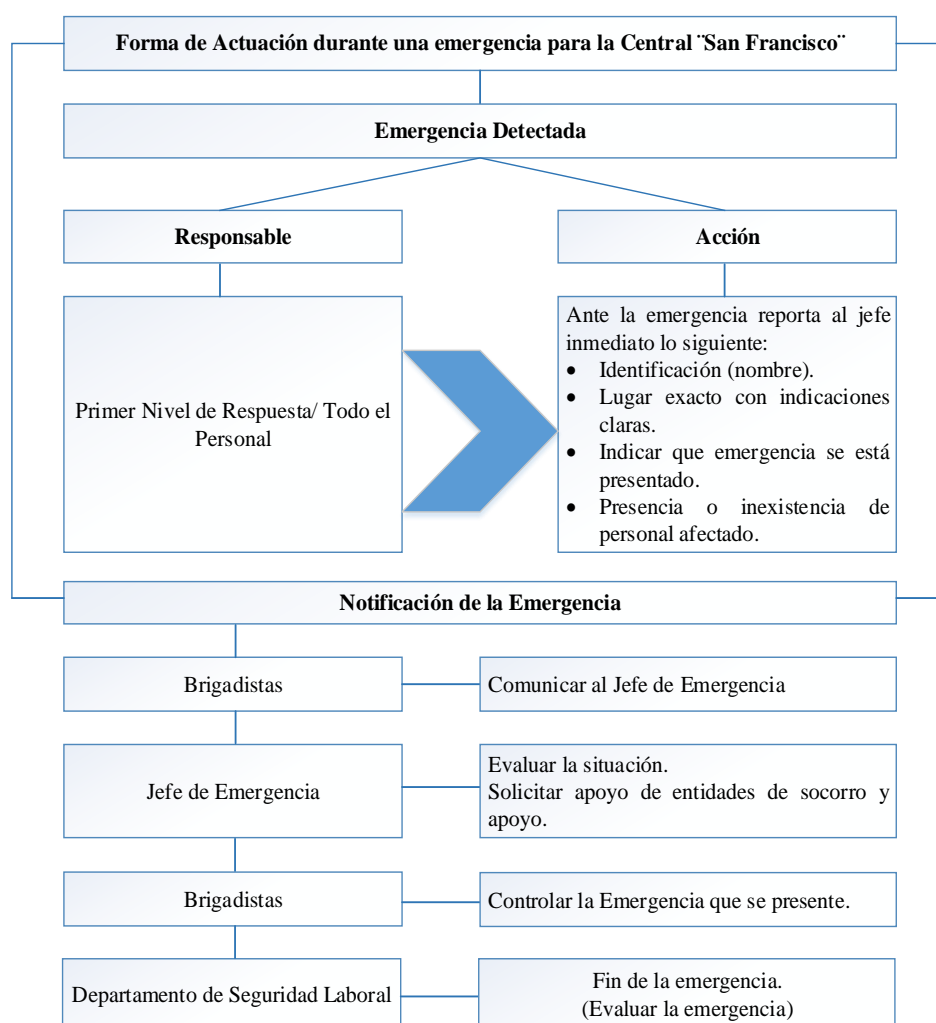 Forma de Actuación durante una emergencia para la Central ¨San Francisco¨
Emergencia Detectada
Responsable
Acción
Primer Nivel de Respuesta/ Todo el
Personal
Ante la emergencia reporta al jefe
inmediato lo siguiente:
• Identificación (nombre).
• Lugar exacto con indicaciones
claras.
• Indicar que emergencia se está
presentado.
• Presencia o inexistencia de
personal afectado.
Notificación de la Emergencia
Brigadistas
Comunicar al Jefe de Emergencia
Jefe de Emergencia
Evaluar la situación.
Solicitar apoyo de entidades de socorro y
apoyo.
Brigadistas
Controlar la Emergencia que se presente.
Departamento de Seguridad Laboral
Fin de la emergencia.
(Evaluar la emergencia)